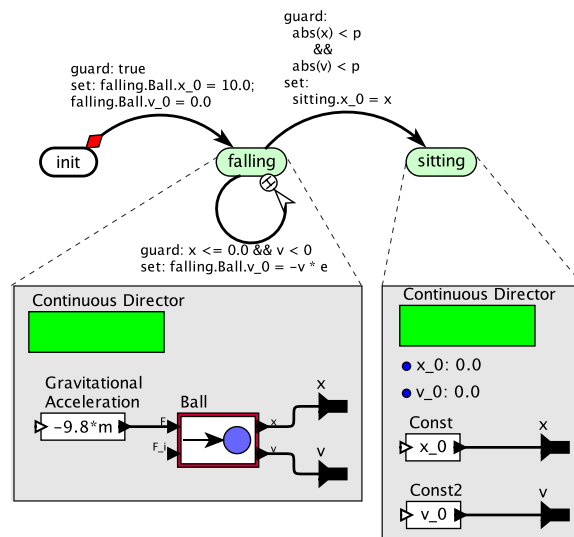 guard:
abs(x) < p
&&
abs(v) < p
set:
sitting.x_0 = x
guard: true
set: falling.Ball.x_0 = 10.0;
falling.Ball.v_0 = 0.0
init
falling
H
sitting
guard: x <= 0.0 && v < 0
set: falling.Ball.v_0 = -v * e
Continuous Director
Gravitational
Acceleration
-9.8*m
Ball
F
F_i
x
v
x
v
Continuous Director
x_0: 0.0
v_0: 0.0
Const
x_0
x
Const2
v_0
v